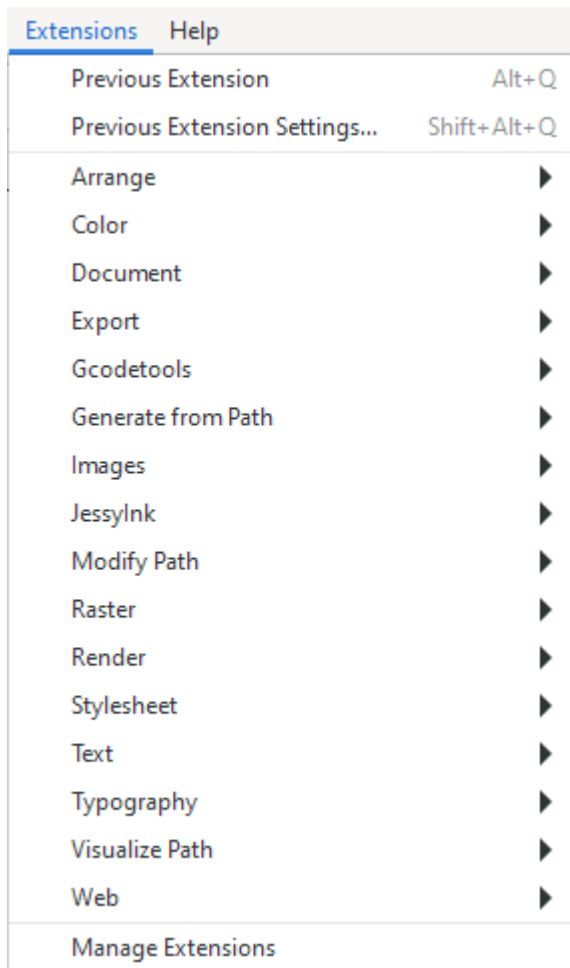 Extensions Help
Previous Extension Alt+Q
Previous Extension Settings... Shift+Alt+Q
Arrange
Color
Document
Export
Gcodetools
Generate from Path
Images
JessyInk
Modify Path
Raster
Render
Stylesheet
Text
Typography
Visualize Path
Web
Manage Extensions